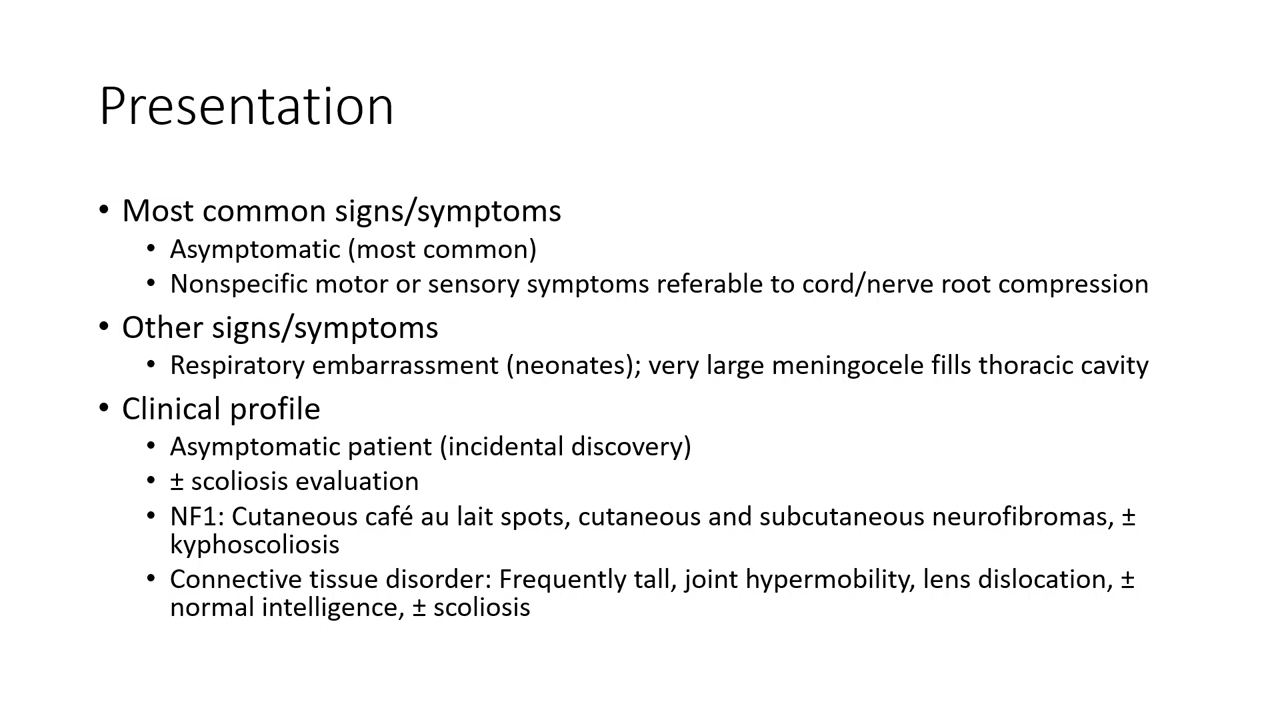 Presentation
• Most common signs/symptoms
• Asymptomatic (most common)
• Nonspecific motor or sensory symptoms referable to cord/nerve root compression
• Other signs/symptoms
• Respiratory embarrassment (neonates); very large meningocele fills thoracic cavity
• Clinical profile
• Asymptomatic patient (incidental discovery)
• ± scoliosis evaluation
• NF1: Cutaneous café au lait spots, cutaneous and subcutaneous neurofibromas, ±
kyphoscoliosis
• Connective tissue disorder: Frequently tall, joint hypermobility, lens dislocation, ±
normal intelligence, ± scoliosis